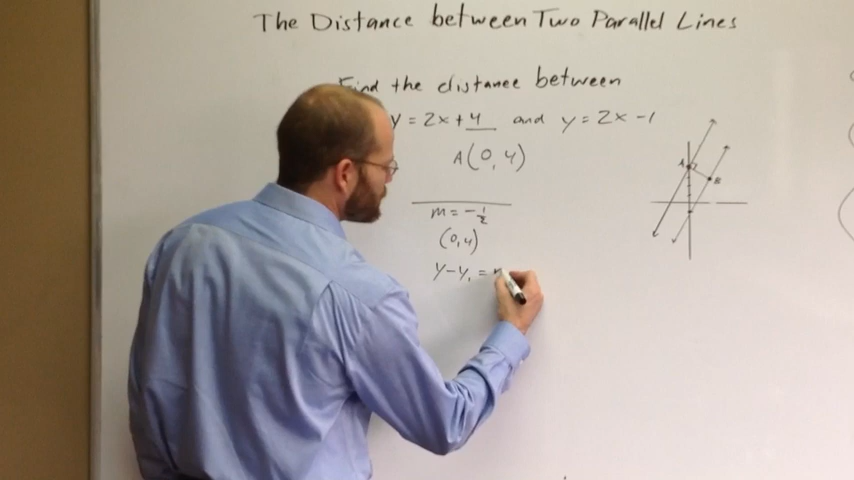 The Distance between Two Parallel Lines
Find the distance between
y = 2x + 4 and y = 2x - 1
A(0, 4)
m = -1/2
(0, 4)
y - y₁ =
A
B